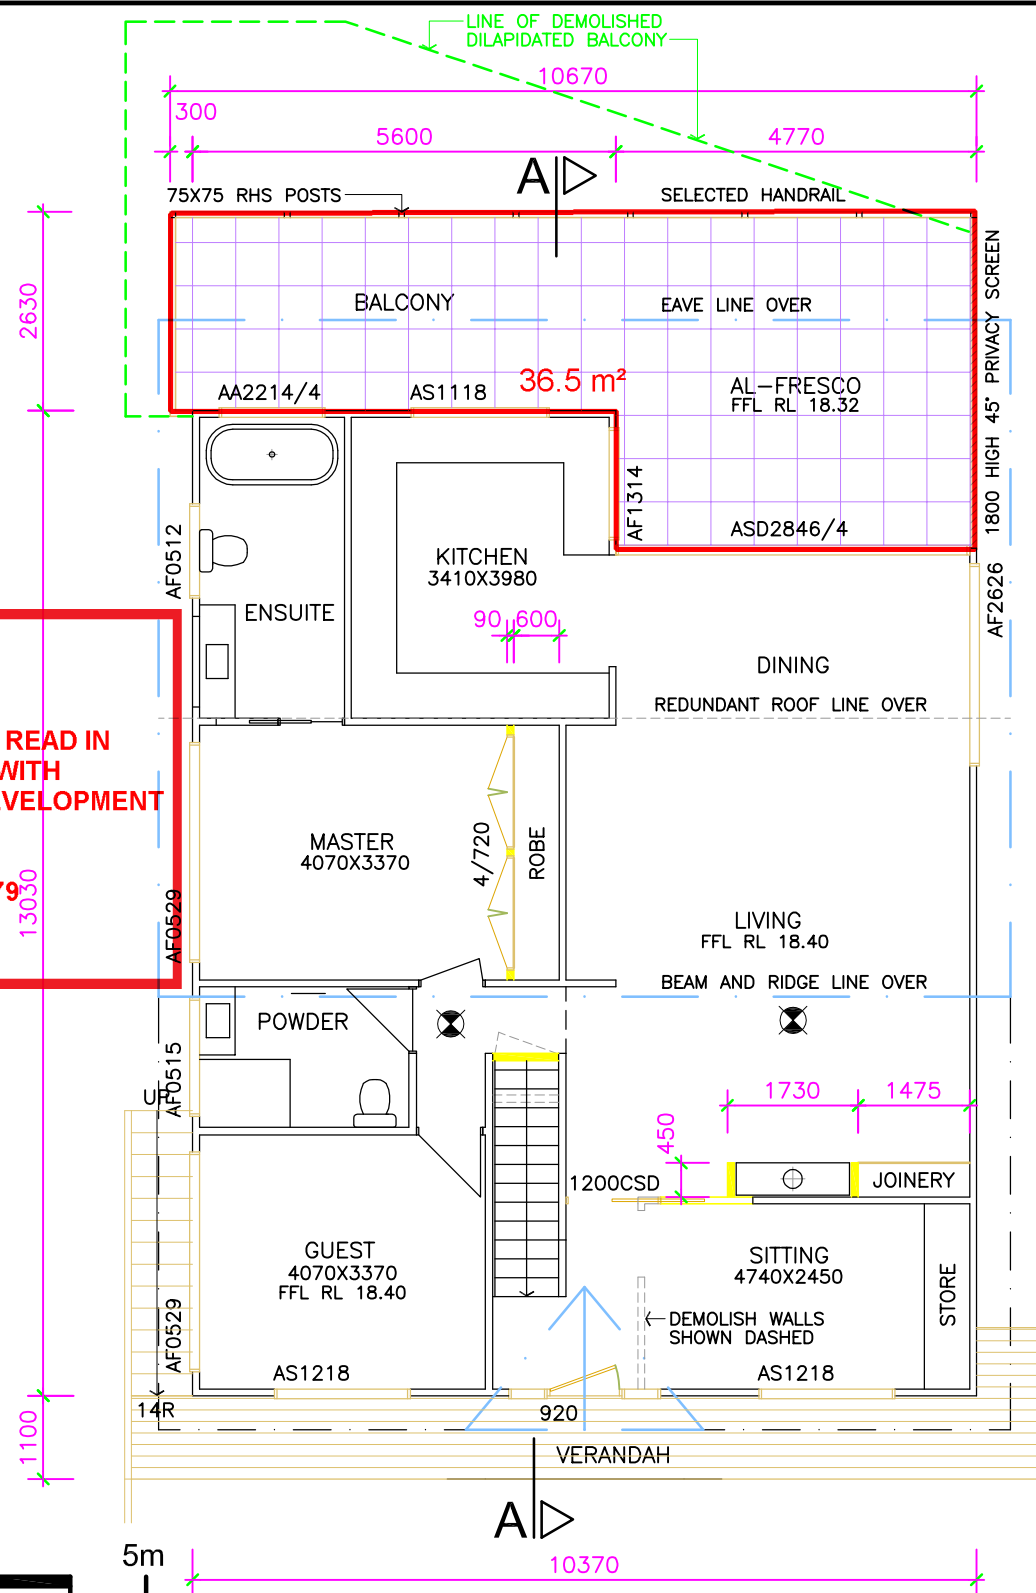 LINE OF DEMOLISHED
DILAPIDATED BALCONY
10670
300
5600
4770
A
75X75 RHS POSTS
SELECTED HANDRAIL
2630
BALCONY
EAVE LINE OVER
1800 HIGH 45° PRIVACY SCREEN
36.5 m²
AA2214/4
AS1118
AL-FRESCO
FFL RL 18.32
AF1314
ASD2846/4
AF0512
KITCHEN
3410X3980
ENSUITE
90
600
AF2626
DINING
REDUNDANT ROOF LINE OVER
READ IN
WITH
EVELOPMENT
79
13030
MASTER
4070X3370
4/720
ROBE
AF0529
LIVING
FFL RL 18.40
BEAM AND RIDGE LINE OVER
POWDER
AF0515
UP
1730
1475
450
1200CSD
JOINERY
GUEST
4070X3370
FFL RL 18.40
SITTING
4740X2450
STORE
DEMOLISH WALLS
SHOWN DASHED
AF0529
AS1218
AS1218
14R
920
1100
VERANDAH
A
5m
10370